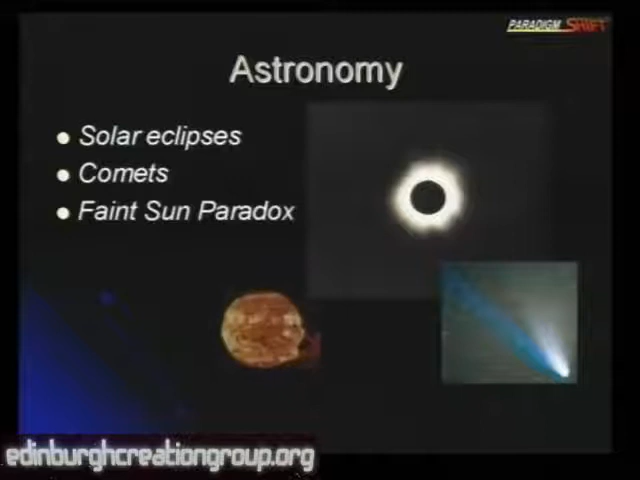 PARADIGM SHIFT
Astronomy
Solar eclipses
Comets
Faint Sun Paradox
edinburghcreationgroup.org